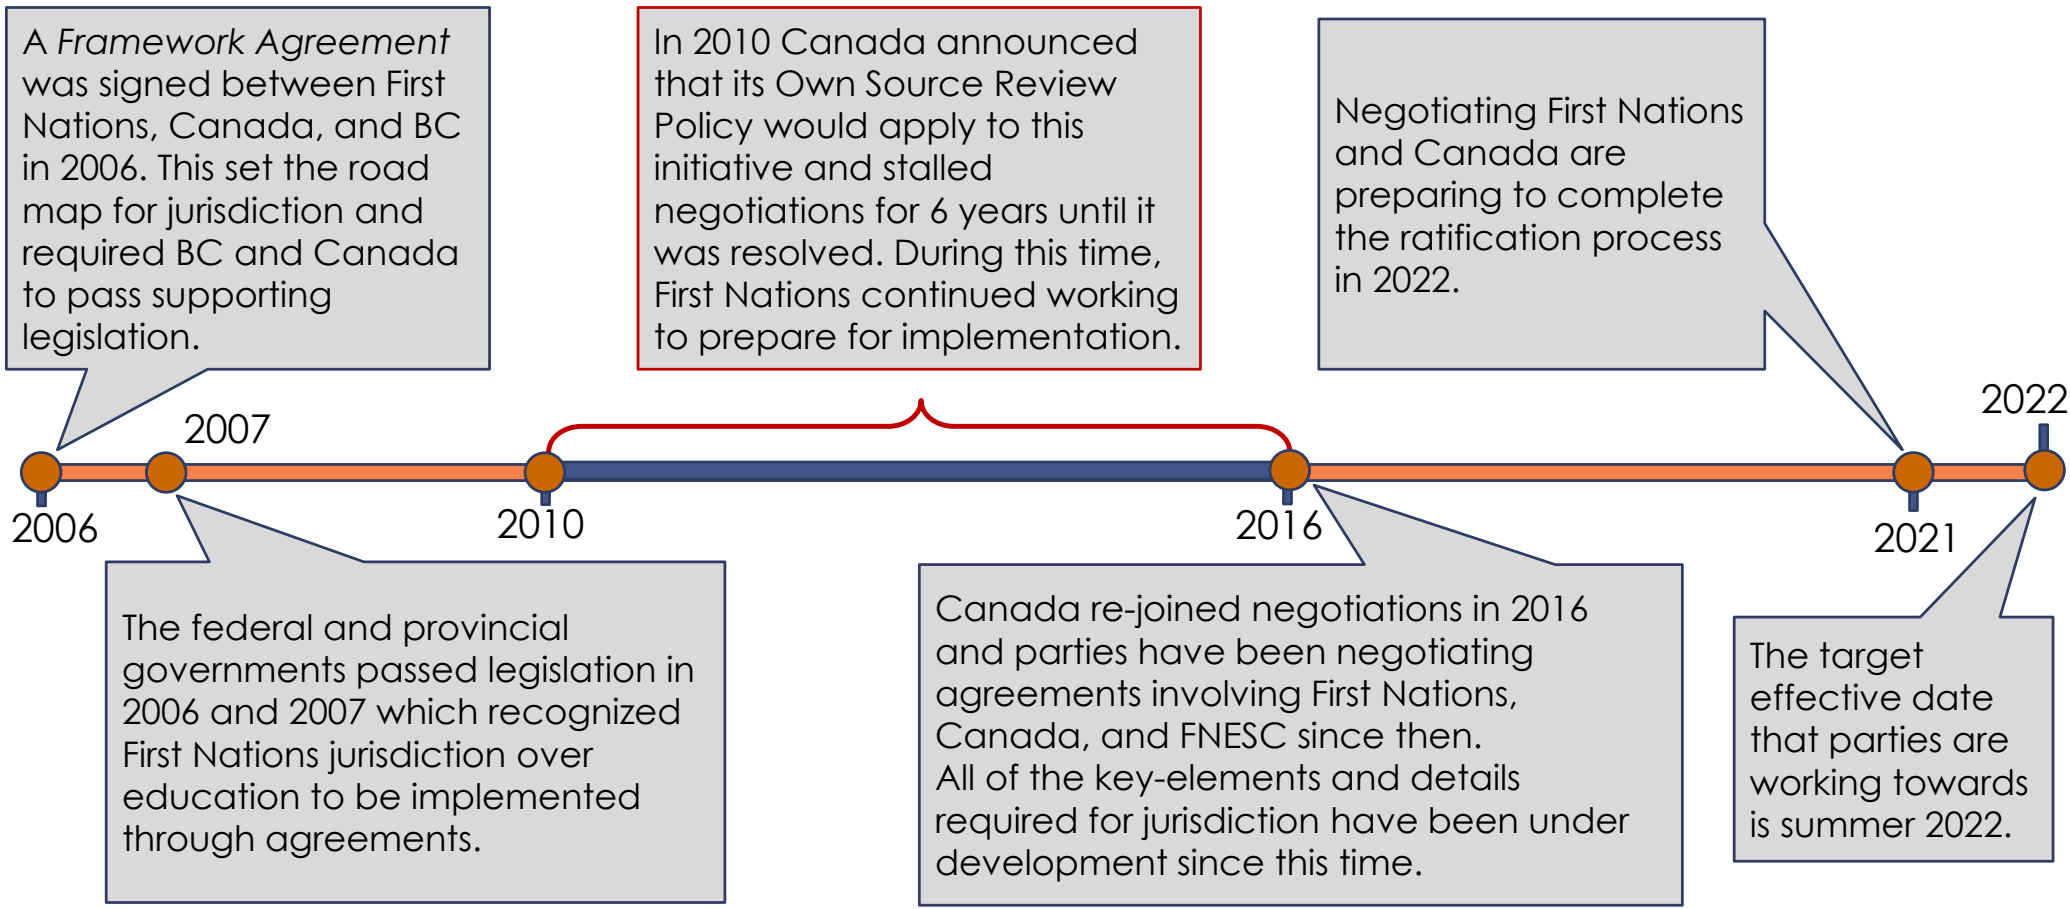 A Framework Agreement
was signed between First
Nations, Canada, and BC
in 2006. This set the road
map for jurisdiction and
required BC and Canada
to pass supporting
legislation.
In 2010 Canada announced
that its Own Source Review
Policy would apply to this
initiative and stalled
negotiations for 6 years until it
was resolved. During this time,
First Nations continued working
to prepare for implementation.
Negotiating First Nations
and Canada are
preparing to complete
the ratification process
in 2022.
2006
2007
2010
2016
2021
2022
The federal and provincial
governments passed legislation in
2006 and 2007 which recognized
First Nations jurisdiction over
education to be implemented
through agreements.
Canada re-joined negotiations in 2016
and parties have been negotiating
agreements involving First Nations,
Canada, and FNESC since then.
All of the key-elements and details
required for jurisdiction have been under
development since this time.
The target
effective date
that parties are
working towards
is summer 2022.